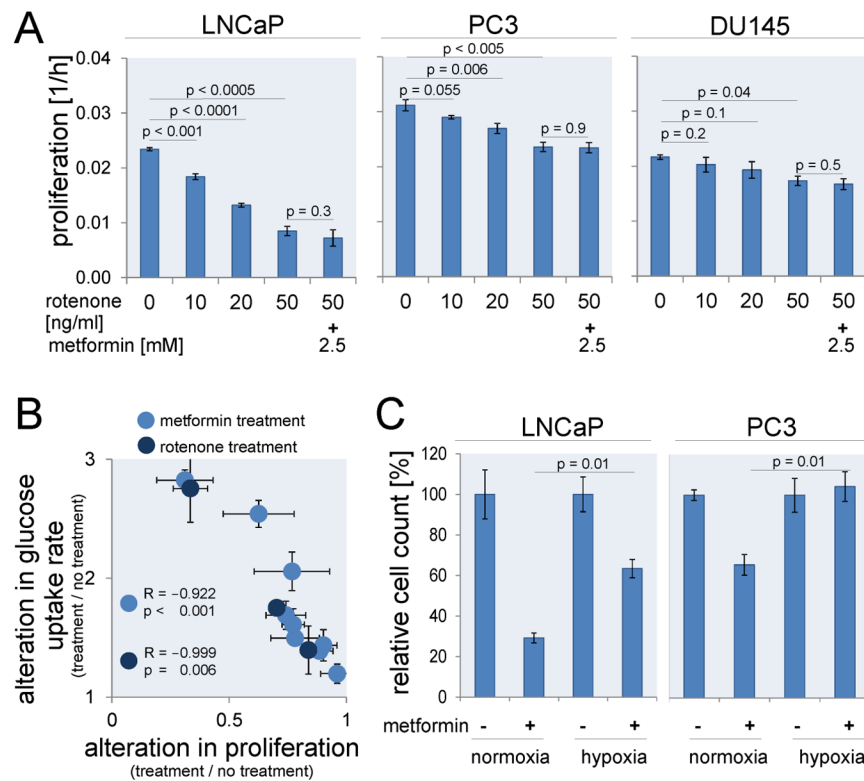 A
LNCaP
PC3
DU145
proliferation [1/h]
0.04
0.03
0.02
0.01
0.00
p < 0.0005
p < 0.0001
p < 0.001
p = 0.3
p < 0.005
p = 0.006
p = 0.055
p = 0.9
p = 0.04
p = 0.1
p = 0.2
p = 0.5
rotenone 0 10 20 50 50 0 10 20 50 50 0 10 20 50 50
[ng/ml] + + +
metformin [mM] 2.5 2.5 2.5
B
metformin treatment
rotenone treatment
alteration in glucose
uptake rate
(treatment / no treatment)
3
2
1
R = −0.922
p < 0.001
R = −0.999
p = 0.006
0 0.5 1
alteration in proliferation
(treatment / no treatment)
C
LNCaP
PC3
relative cell count [%]
120
100
80
60
40
20
0
p = 0.01
p = 0.01
metformin - + - + - + - +
normoxia hypoxia normoxia hypoxia